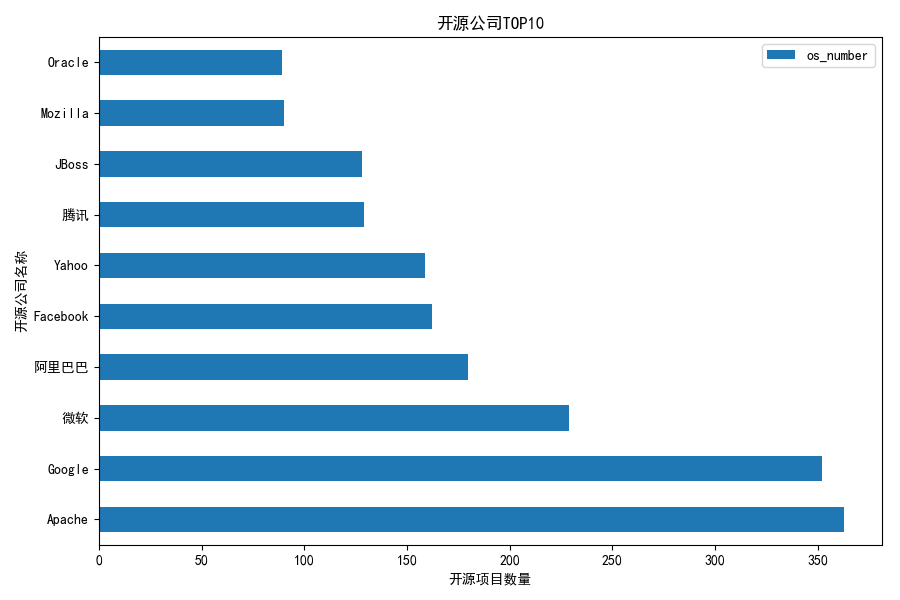 开源公司TOP10
os_number
开源公司名称
Oracle
Mozilla
JBoss
腾讯
Yahoo
Facebook
阿里巴巴
微软
Google
Apache
0 50 100 150 200 250 300 350
开源项目数量